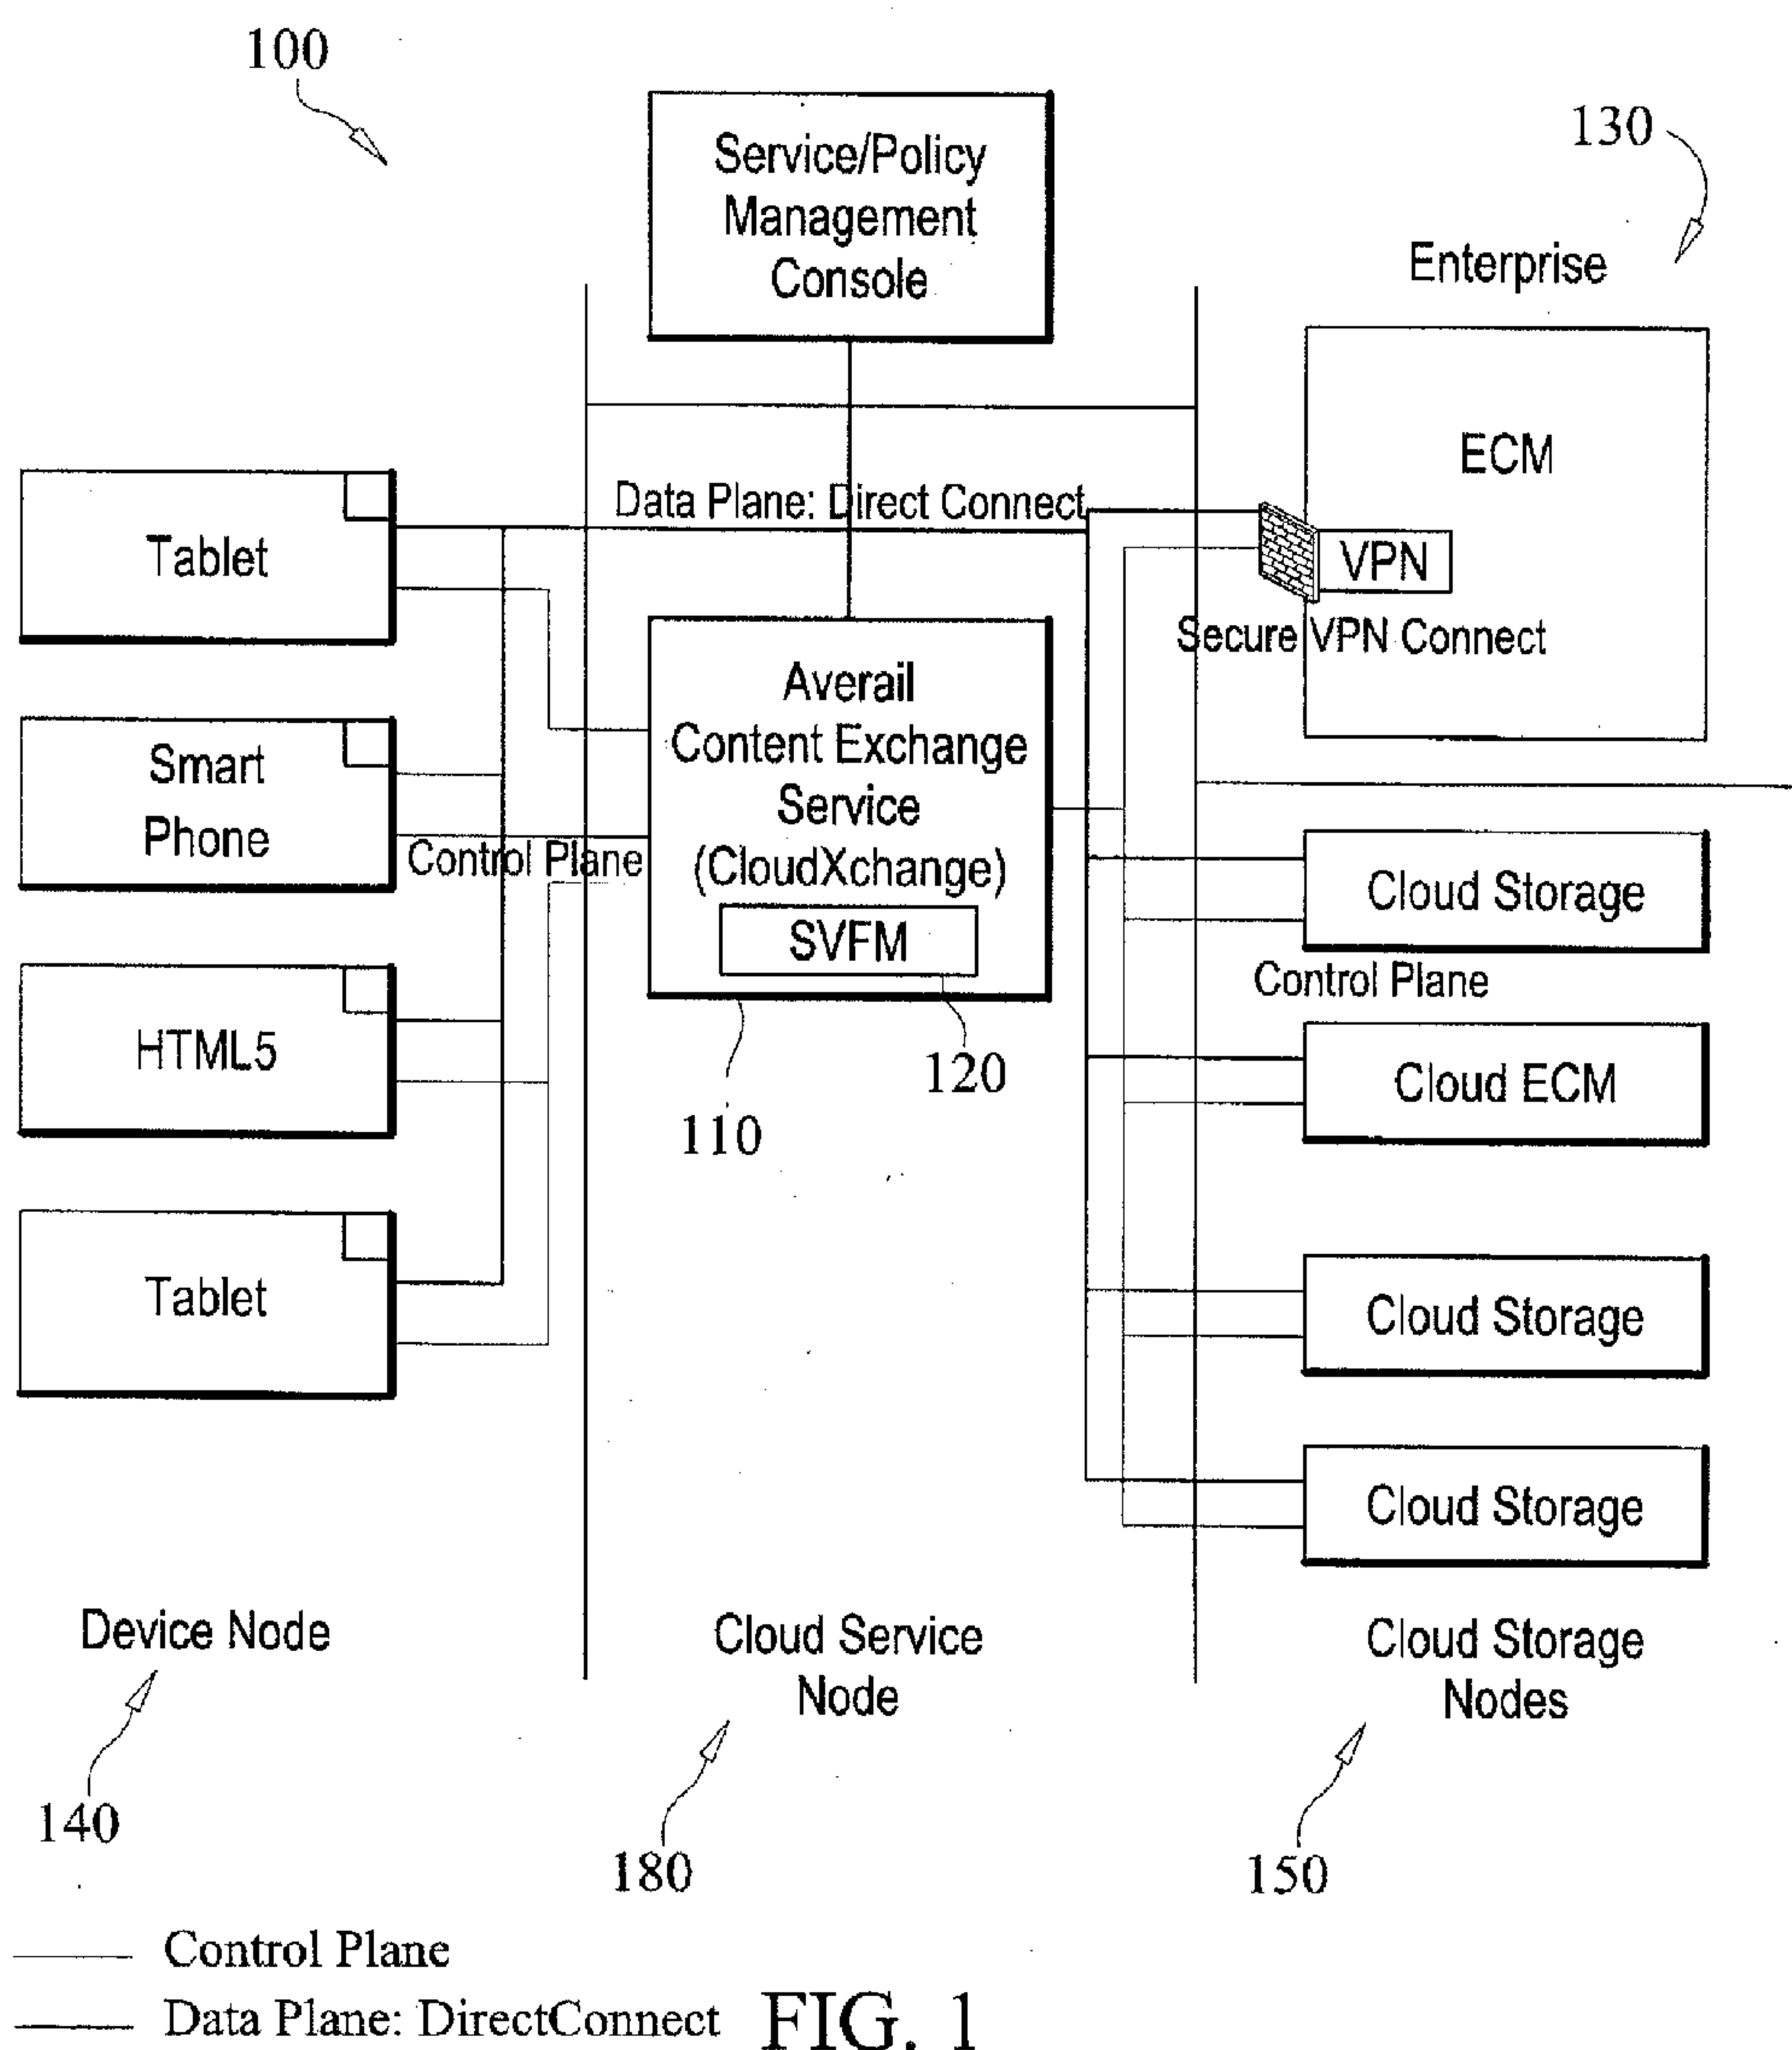 100
Service/Policy
Management
Console
130
Enterprise
ECM
Data Plane: Direct Connect
VPN
Secure VPN Connect
Tablet
Smart
Phone
Control Plane
HTML5
Tablet
Averail
Content Exchange
Service
(CloudXchange)
SVFM
120
110
Cloud Storage
Control Plane
Cloud ECM
Cloud Storage
Cloud Storage
Device Node
Cloud Service
Node
Cloud Storage
Nodes
140
180
150
Control Plane
Data Plane: DirectConnect
FIG. 1